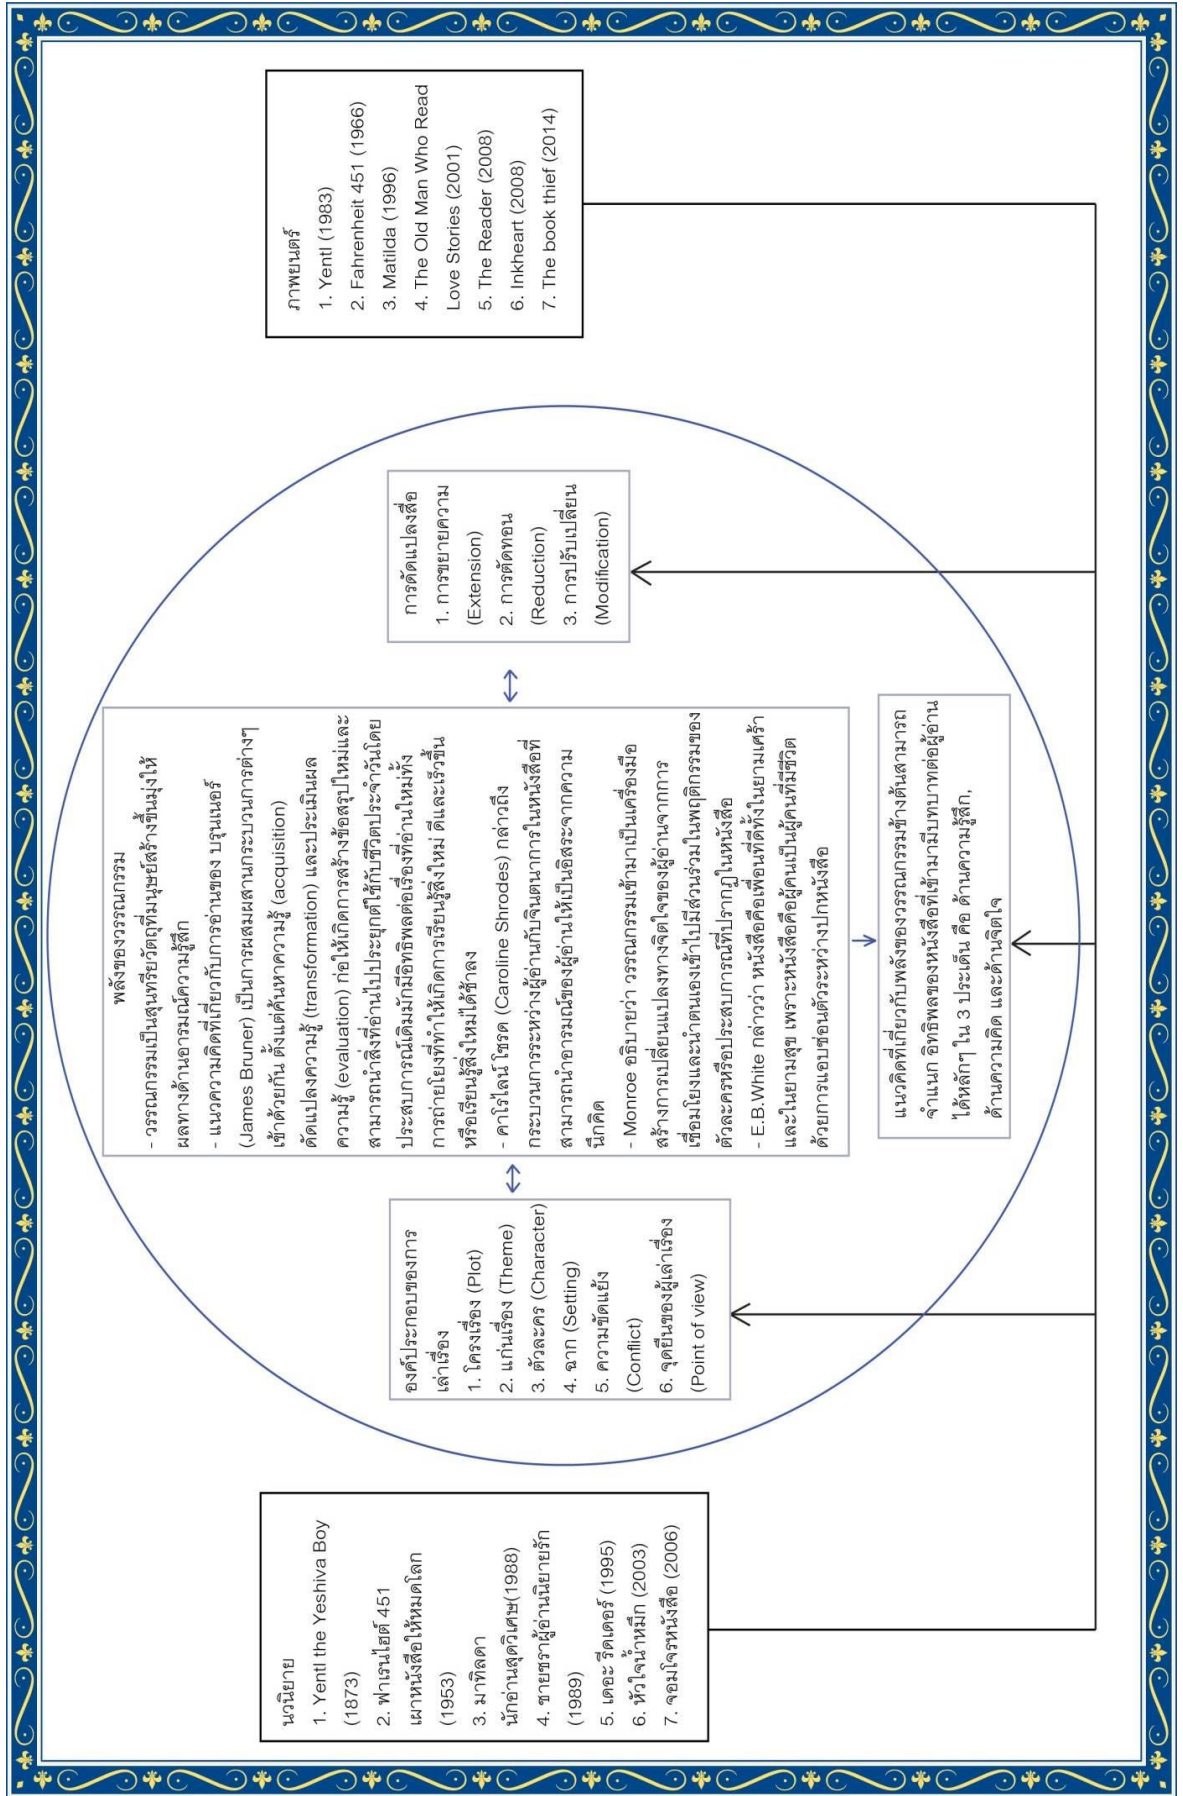 นวนิยาย
1. Yentl the Yeshiva Boy
(1873)
2. ฟาเรนไฮต์ 451
เผาหนังสือให้หมดโลก
(1953)
3. มาทิลดา
นักอ่านสุดวิเศษ(1988)
4. ชายชราผู้อ่านนิยายรัก
(1989)
5. เดอะ รีดเดอร์ (1995)
6. หัวใจน้ำหมึก (2003)
7. จอมโจรหนังสือ (2006)
องค์ประกอบของการ
เล่าเรื่อง
1. โครงเรื่อง (Plot)
2. แก่นเรื่อง (Theme)
3. ตัวละคร (Character)
4. ฉาก (Setting)
5. ความขัดแย้ง
(Conflict)
6. จุดยืนของผู้เล่าเรื่อง
(Point of view)
พลังของวรรณกรรม
- วรรณกรรมเป็นสุนทรียวัตถุที่มนุษย์สร้างขึ้นมุ่งให้
ผลทางด้านอารมณ์ความรู้สึก
- แนวความคิดที่เกี่ยวกับการอ่านของ บรุนเนอร์
(James Bruner) เป็นการผสมผสานกระบวนการต่างๆ
เข้าด้วยกัน ตั้งแต่ค้นหาความรู้ (acquisition)
ดัดแปลงความรู้ (transformation) และประเมินผล
ความรู้ (evaluation) ก่อให้เกิดการสร้างข้อสรุปใหม่และ
สามารถนำสิ่งที่อ่านไปประยุกต์ใช้กับชีวิตประจำวันโดย
ประสบการณ์เดิมมักมีอิทธิพลต่อเรื่องที่อ่านใหม่ทั้ง
การถ่ายโยงที่ทำให้เกิดการเรียนรู้สิ่งใหม่ ดีและเร็วขึ้น
หรือเรียนรู้สิ่งใหม่ได้ช้าลง
- คาโรไลน์ โชรด (Caroline Shrodes) กล่าวถึง
กระบวนการระหว่างผู้อ่านกับจินตนาการในหนังสือที่
สามารถนำอารมณ์ของผู้อ่านให้เป็นอิสระจากความ
นึกคิด
- Monroe อธิบายว่า วรรณกรรมเข้ามาเป็นเครื่องมือ
สร้างการเปลี่ยนแปลงทางจิตใจของผู้อ่านจากการ
เชื่อมโยงและนำตนเองเข้าไปมีส่วนร่วมในพฤติกรรมของ
ตัวละครหรือประสบการณ์ที่ปรากฏในหนังสือ
- E.B.White กล่าวว่า หนังสือคือเพื่อนที่ดีทั้งในยามเศร้า
และในยามสุข เพราะหนังสือคือผู้คนเป็นผู้คนที่มีชีวิต
ด้วยการแอบซ่อนตัวระหว่างปกหนังสือ
แนวคิดที่เกี่ยวกับพลังของวรรณกรรมข้างต้นสามารถ
จำแนก อิทธิพลของหนังสือที่เข้ามามีบทบาทต่อผู้อ่าน
ได้หลักๆ ใน 3 ประเด็น คือ ด้านความรู้สึก,
ด้านความคิด และด้านจิตใจ
การดัดแปลงสื่อ
1. การขยายความ
(Extension)
2. การตัดทอน
(Reduction)
3. การปรับเปลี่ยน
(Modification)
ภาพยนตร์
1. Yentl (1983)
2. Fahrenheit 451 (1966)
3. Matilda (1996)
4. The Old Man Who Read
Love Stories (2001)
5. The Reader (2008)
6. Inkheart (2008)
7. The book thief (2014)